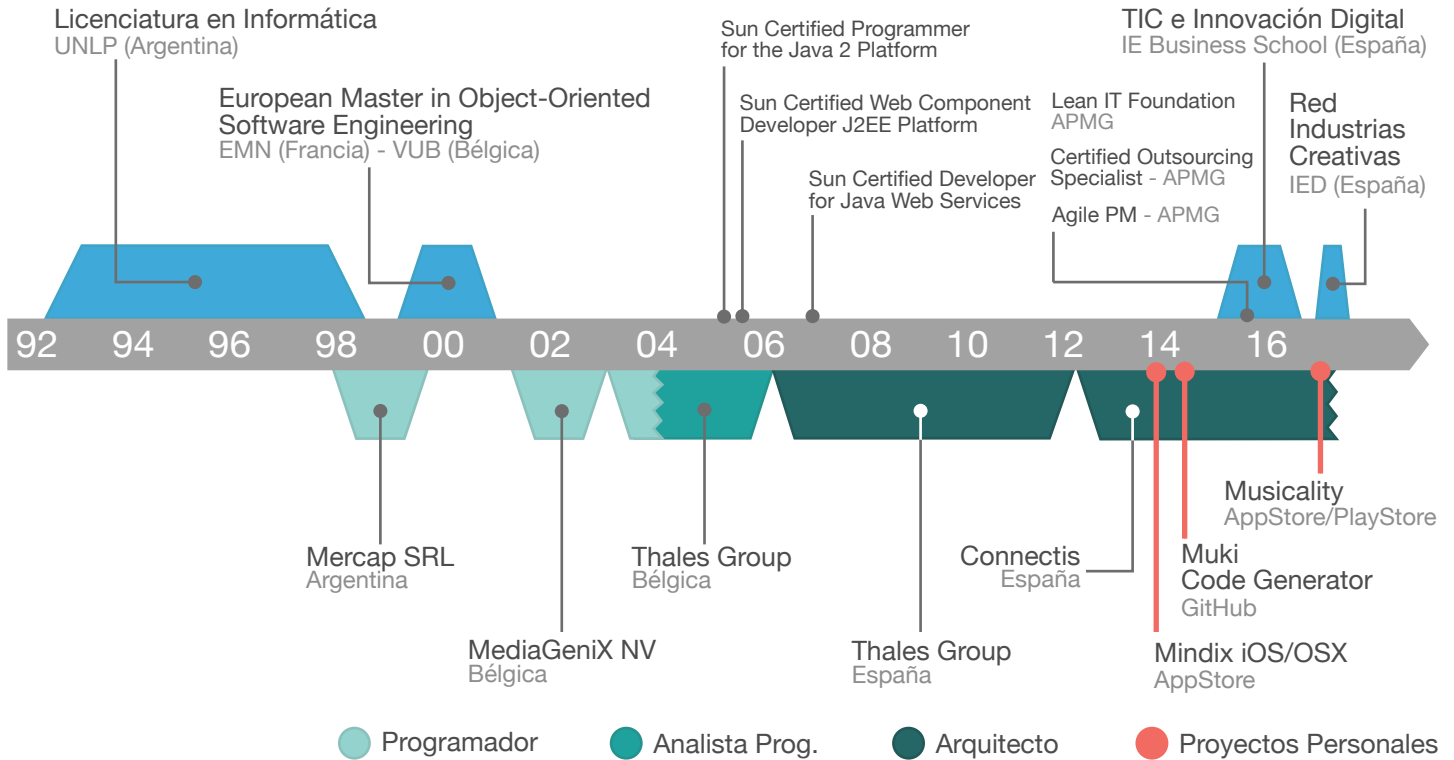 Licenciatura en Informática
UNLP (Argentina)
European Master in Object-Oriented
Software Engineering
EMN (Francia) - VUB (Bélgica)
Sun Certified Programmer
for the Java 2 Platform
Sun Certified Web Component
Developer J2EE Platform
Sun Certified Developer
for Java Web Services
Lean IT Foundation
APMG
Certified Outsourcing
Specialist - APMG
Agile PM - APMG
TIC e Innovación Digital
IE Business School (España)
Red
Industrias
Creativas
IED (España)
92 94 96 98 00 02 04 06 08 10 12 14 16
Mercap SRL
Argentina
MediaGeniX NV
Bélgica
Thales Group
Bélgica
Thales Group
España
Connectis
España
Mindix iOS/OSX
AppStore
Muki
Code Generator
GitHub
Musicality
AppStore/PlayStore
Programador
Analista Prog.
Arquitecto
Proyectos Personales